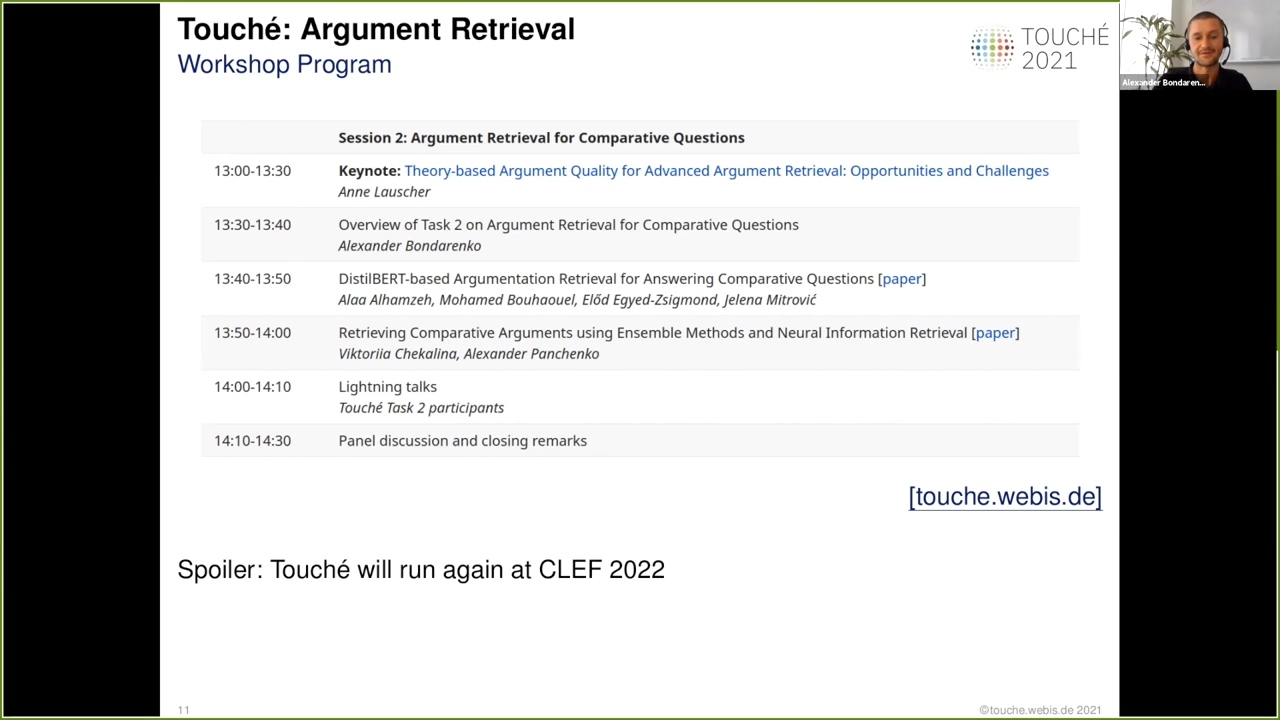 Touché: Argument Retrieval
Workshop Program
TOUCHÉ
2021
Alexander Bondaren...
Session 2: Argument Retrieval for Comparative Questions
13:00-13:30 Keynote: Theory-based Argument Quality for Advanced Argument Retrieval: Opportunities and Challenges
Anne Lauscher
13:30-13:40 Overview of Task 2 on Argument Retrieval for Comparative Questions
Alexander Bondarenko
13:40-13:50 DistilBERT-based Argumentation Retrieval for Answering Comparative Questions [paper]
Alaa Alhamzeh, Mohamed Bouhaouel, Előd Egyed-Zsigmond, Jelena Mitrović
13:50-14:00 Retrieving Comparative Arguments using Ensemble Methods and Neural Information Retrieval [paper]
Viktoriia Chekalina, Alexander Panchenko
14:00-14:10 Lightning talks
Touché Task 2 participants
14:10-14:30 Panel discussion and closing remarks
[touche.webis.de]
Spoiler: Touché will run again at CLEF 2022
11 ©touche.webis.de 2021